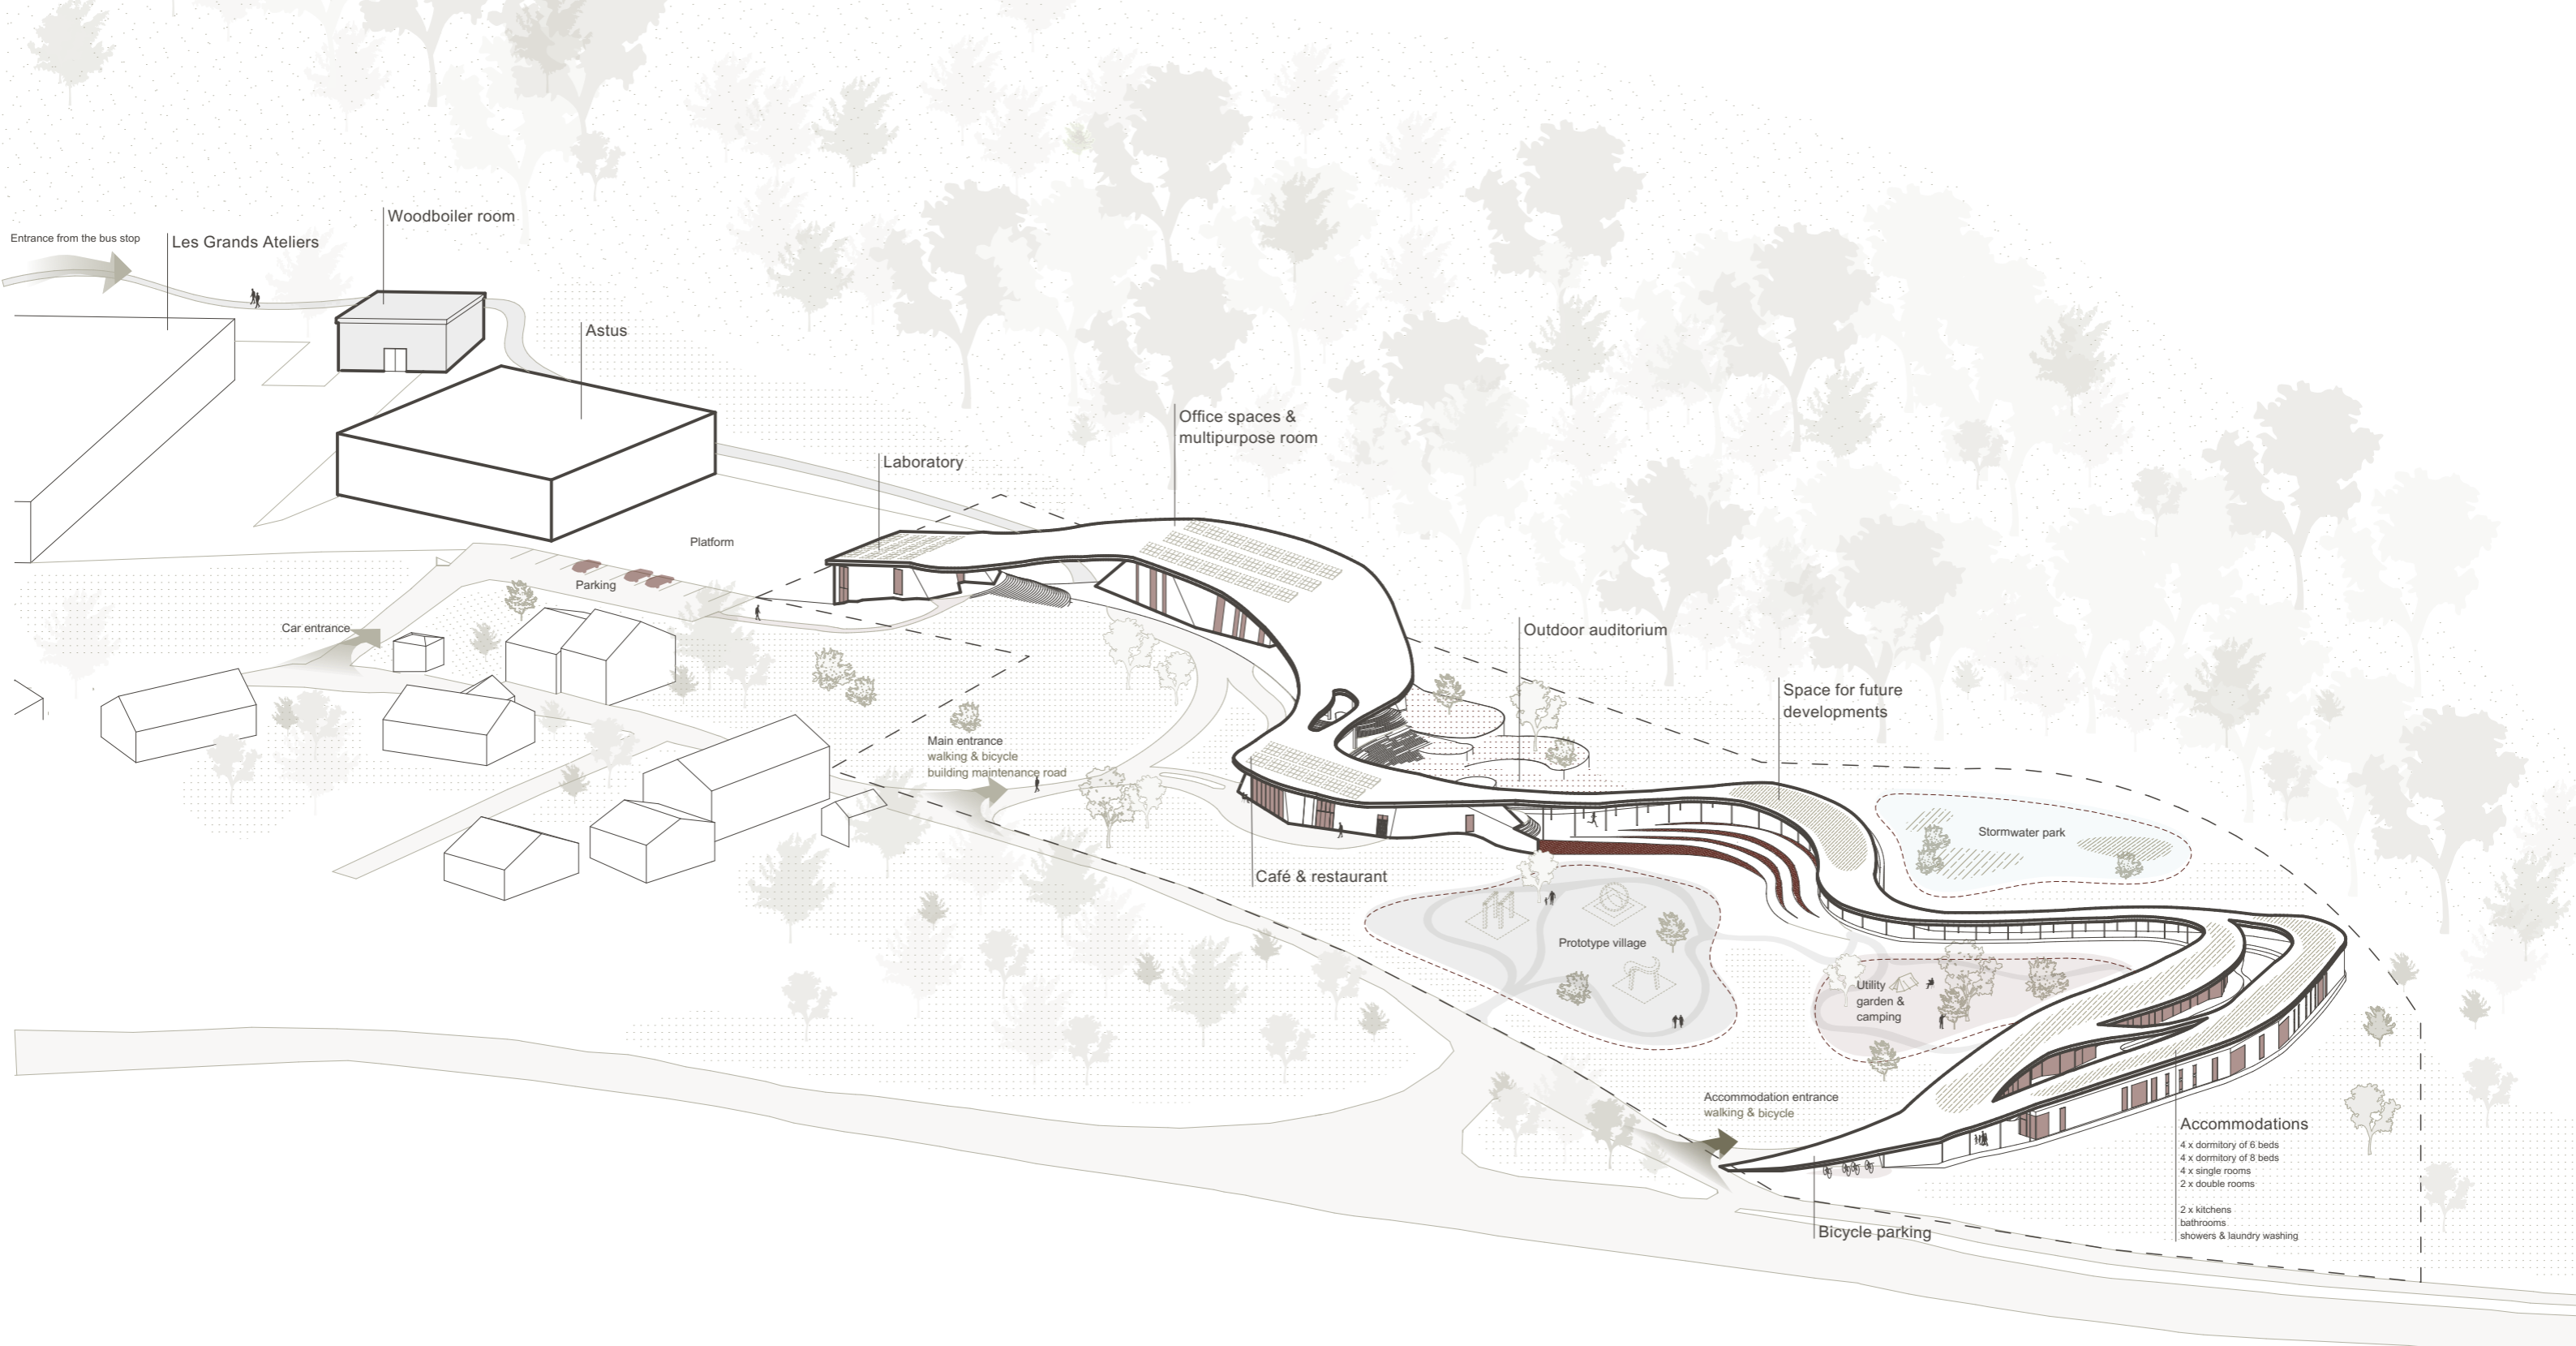 Woodboiler room
Entrance from the bus stop
Les Grands Ateliers
Astus
Office spaces &
multipurpose room
Laboratory
Platform
Parking
Car entrance
Outdoor auditorium
Space for future
developments
Main entrance
walking & bicycle
building maintenance road
Stormwater park
Café & restaurant
Prototype village
Utility
garden &
camping
Accommodation entrance
walking & bicycle
Accommodations
4 x dormitory of 6 beds
4 x dormitory of 8 beds
4 x single rooms
2 x double rooms
2 x kitchens
bathrooms
showers & laundry washing
Bicycle parking